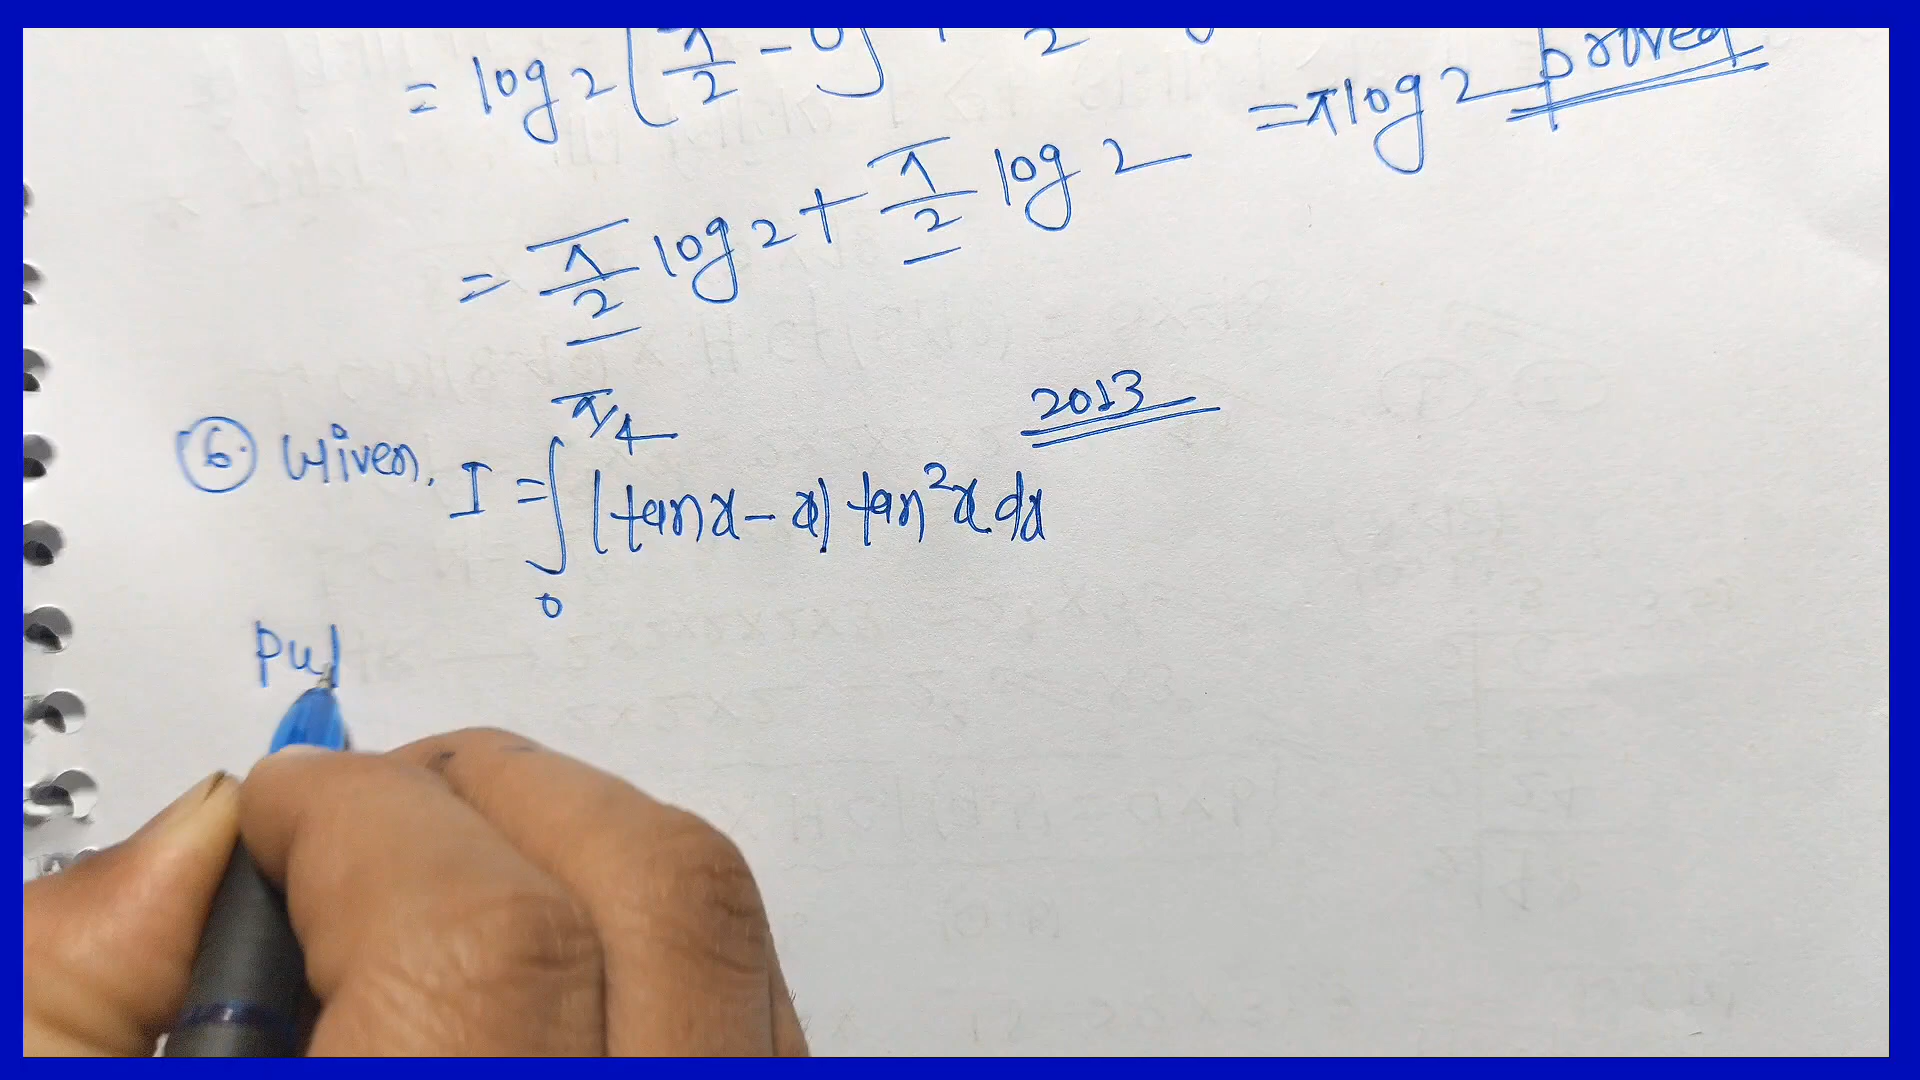 = log 2 (π/2 - 0)
= π log 2 proved
= π/2 log 2 + π/2 log 2
2013
6. Given, I = ∫₀^π/4 (tan x - x) tan²x dx
put